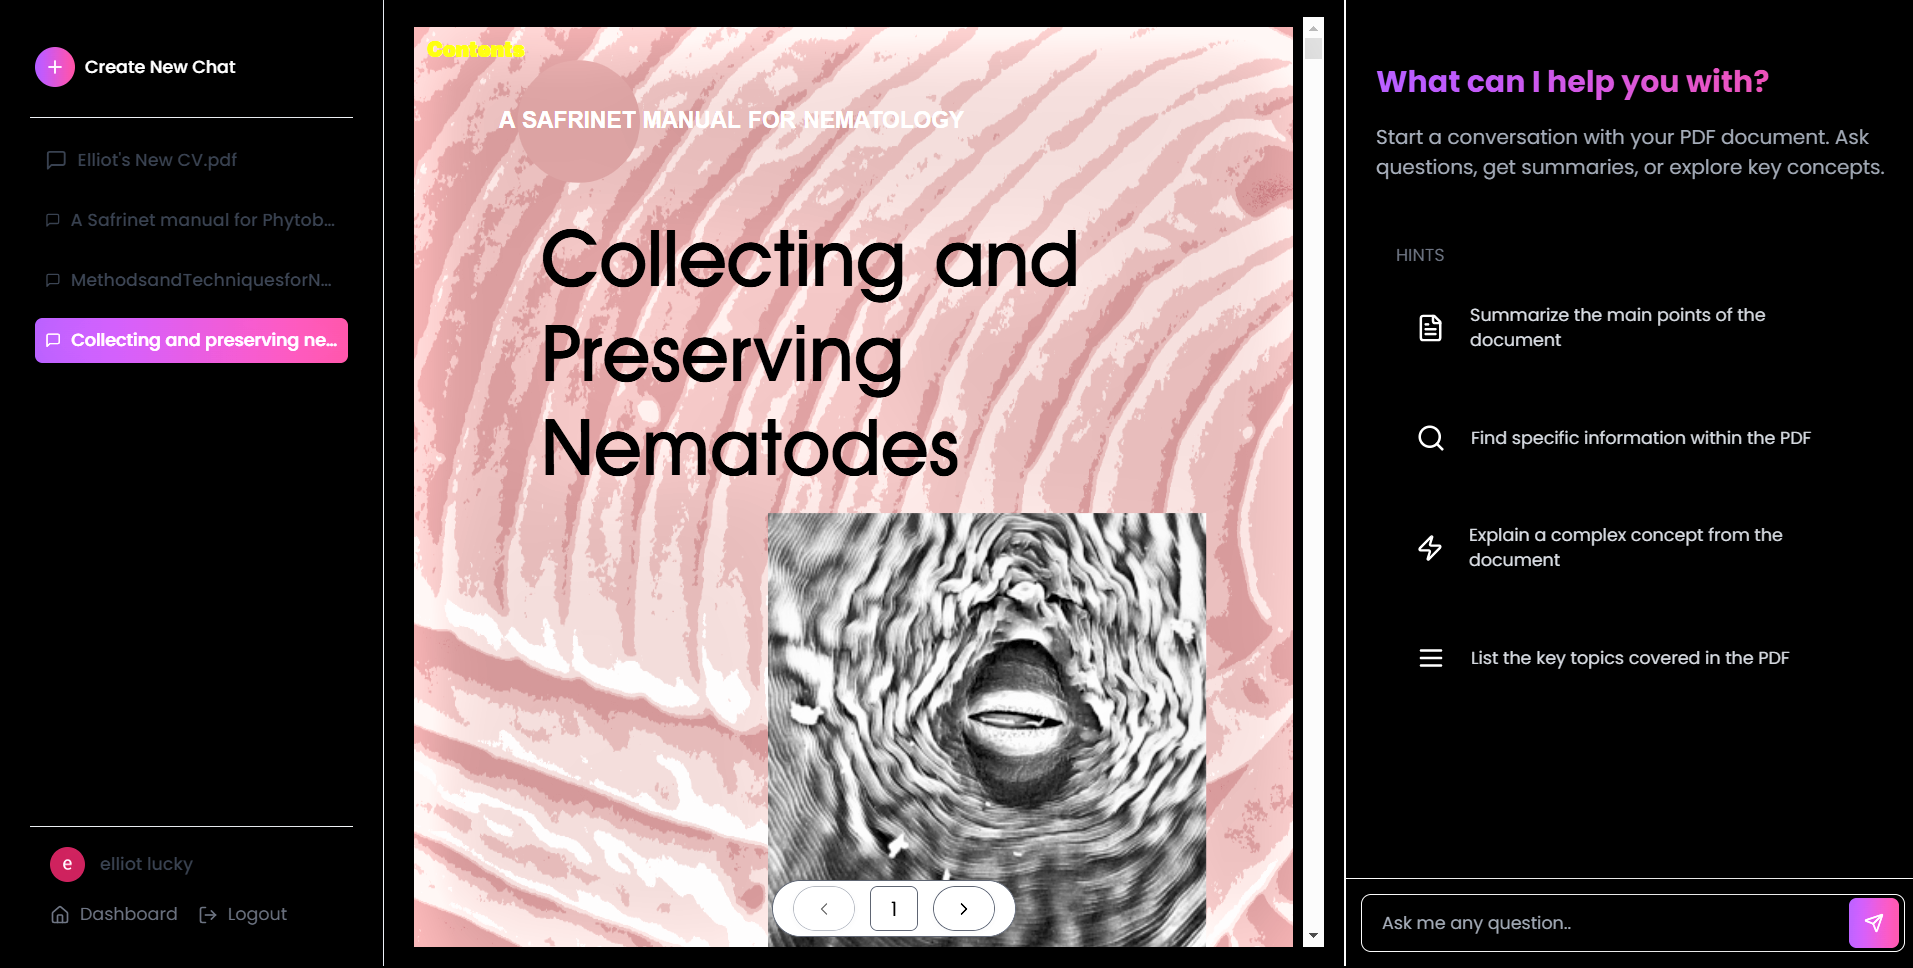 Create New Chat
Elliot's New CV.pdf
A Safrinet manual for Phytob...
MethodsandTechniquesforN...
Collecting and preserving ne...
e
elliot lucky
Dashboard
Logout
Contents
A SAFRINET MANUAL FOR NEMATOLOGY
Collecting and
Preserving
Nematodes
1
What can I help you with?
Start a conversation with your PDF document. Ask
questions, get summaries, or explore key concepts.
HINTS
Summarize the main points of the
document
Find specific information within the PDF
Explain a complex concept from the
document
List the key topics covered in the PDF
Ask me any question..